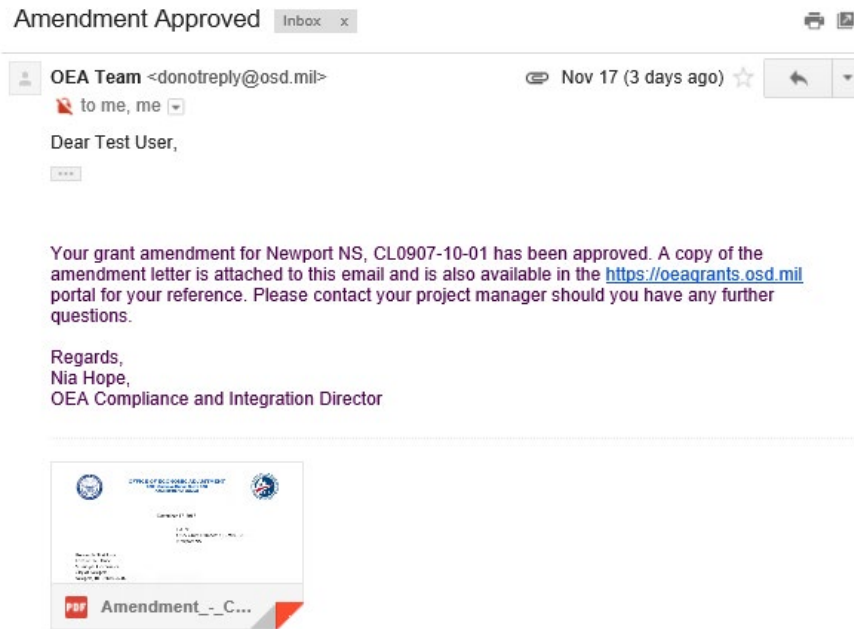 Amendment Approved Inbox x
OEA Team <donotreply@osd.mil> Nov 17 (3 days ago)
to me, me
Dear Test User,
Your grant amendment for Newport NS, CL0907-10-01 has been approved. A copy of the
amendment letter is attached to this email and is also available in the https://oeagrants.osd.mil
portal for your reference. Please contact your project manager should you have any further
questions.
Regards,
Nia Hope,
OEA Compliance and Integration Director
OFFICE OF ECONOMIC ADJUSTMENT
PDF Amendment_-_C...